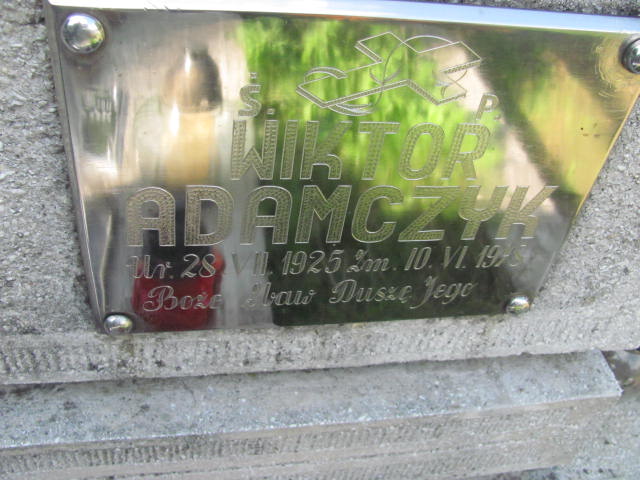 Ś. P.
WIKTOR
ADAMCZYK
Ur. 28 VII. 1925 Zm. 10. VI.
Boże Zbaw Duszę Jego